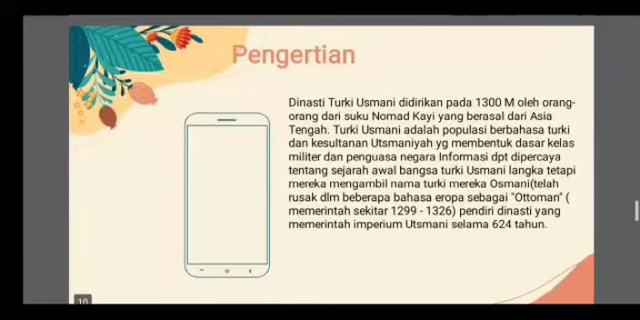 Pengertian
Dinasti Turki Usmani didirikan pada 1300 M oleh orang-
orang dari suku Nomad Kayi yang berasal dari Asia
Tengah. Turki Usmani adalah populasi berbahasa turki
dan kesultanan Utsmaniyah yg membentuk dasar kelas
militer dan penguasa negara Informasi dpt dipercaya
tentang sejarah awal bangsa turki Usmani langka tetapi
mereka mengambil nama turki mereka Osmani(telah
rusak dlm beberapa bahasa eropa sebagai "Ottoman" (
memerintah sekitar 1299 - 1326) pendiri dinasti yang
memerintah imperium Utsmani selama 624 tahun.
10